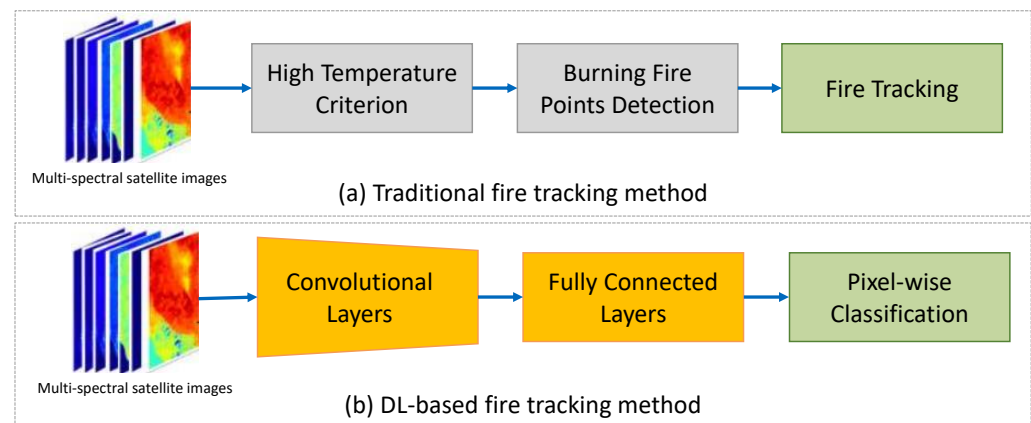 High Temperature
Criterion
Burning Fire
Points Detection
Fire Tracking
Multi-spectral satellite images
(a) Traditional fire tracking method
Convolutional
Layers
Fully Connected
Layers
Pixel-wise
Classification
Multi-spectral satellite images
(b) DL-based fire tracking method